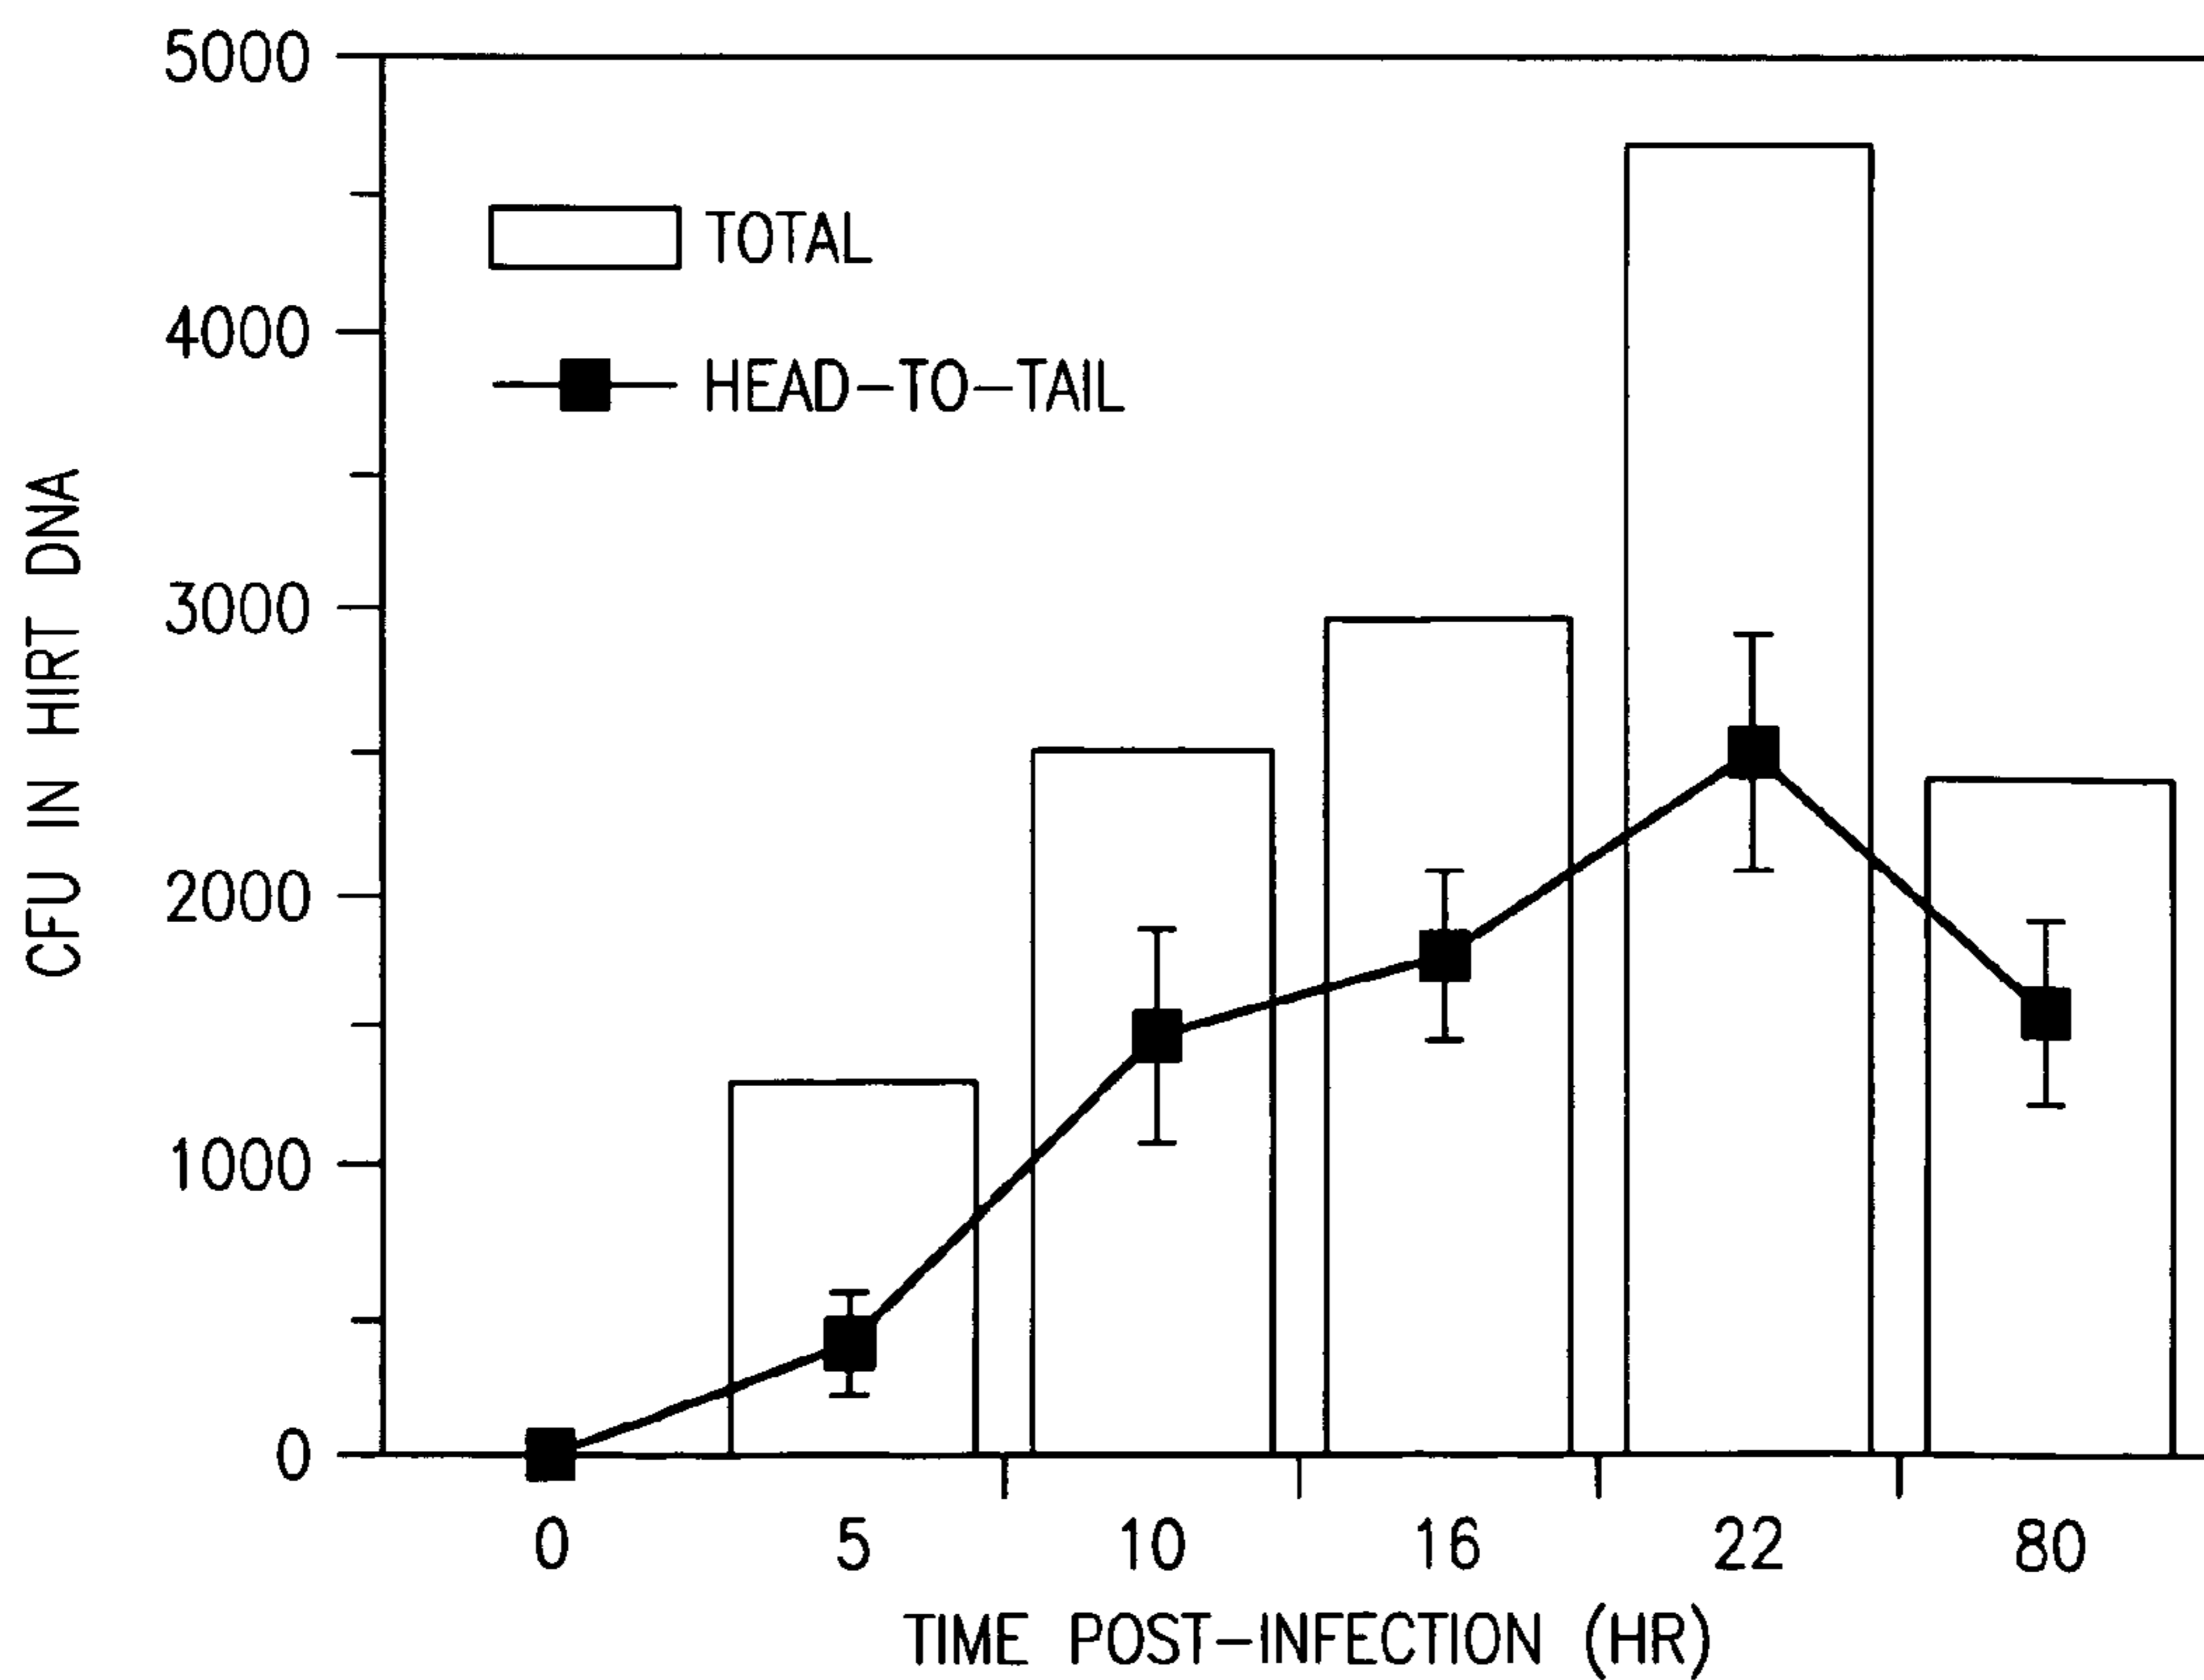 5000
4000
3000
2000
1000
0
CFU IN HIRT DNA
TOTAL
HEAD-TO-TAIL
0 5 10 16 22 80
TIME POST-INFECTION (HR)